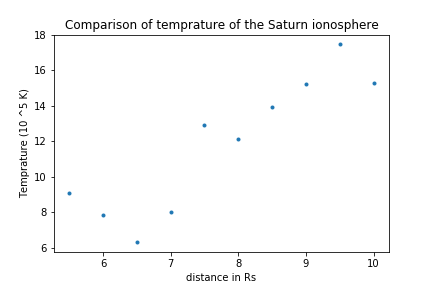 Comparison of temprature of the Saturn ionosphere
18
16
14
12
10
8
6
Temprature (10 ^5 K)
6 7 8 9 10
distance in Rs